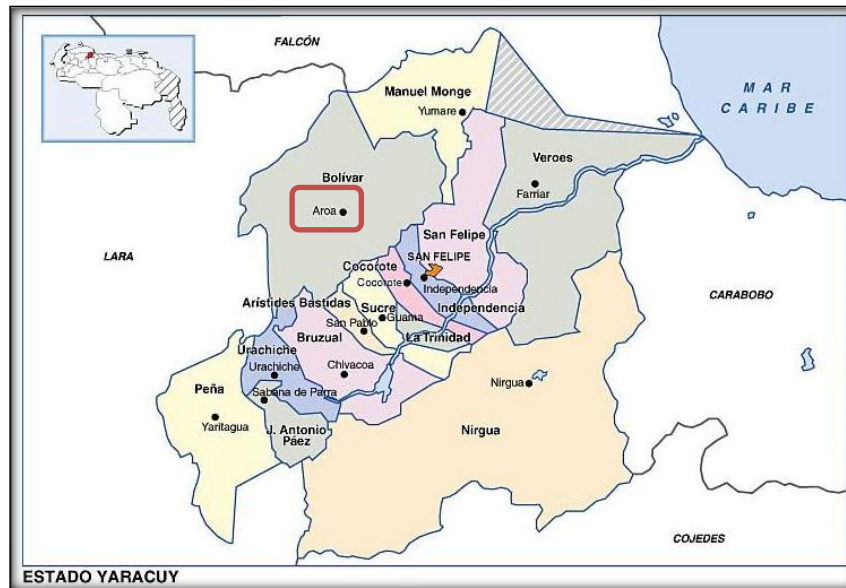 FALCÓN
MAR
CARIBE
Manuel Monge
Yumare
Veroes
Farriar
Bolívar
Aroa
San Felipe
SAN FELIPE
LARA
Cocorote
Cocorote
Independencia
Independencia
CARABOBO
Arístides Bastidas
Sucre
Guama
San Pablo
La Trinidad
Bruzual
Urachiche
Urachiche
Chivacoa
Nirgua
Peña
Sabana de Parra
Yaritagua
J. Antonio
Páez
Nirgua
COJEDES
ESTADO YARACUY